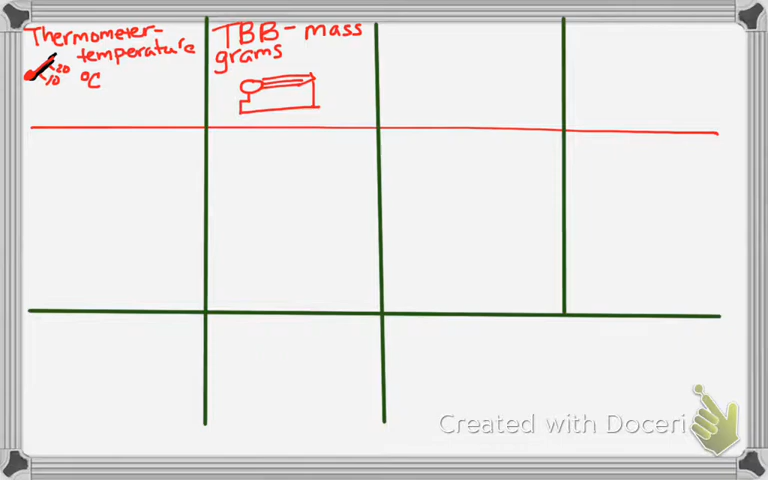 Thermometer-
temperature
20
10
°C
TBB - mass
grams
Created with Doceri